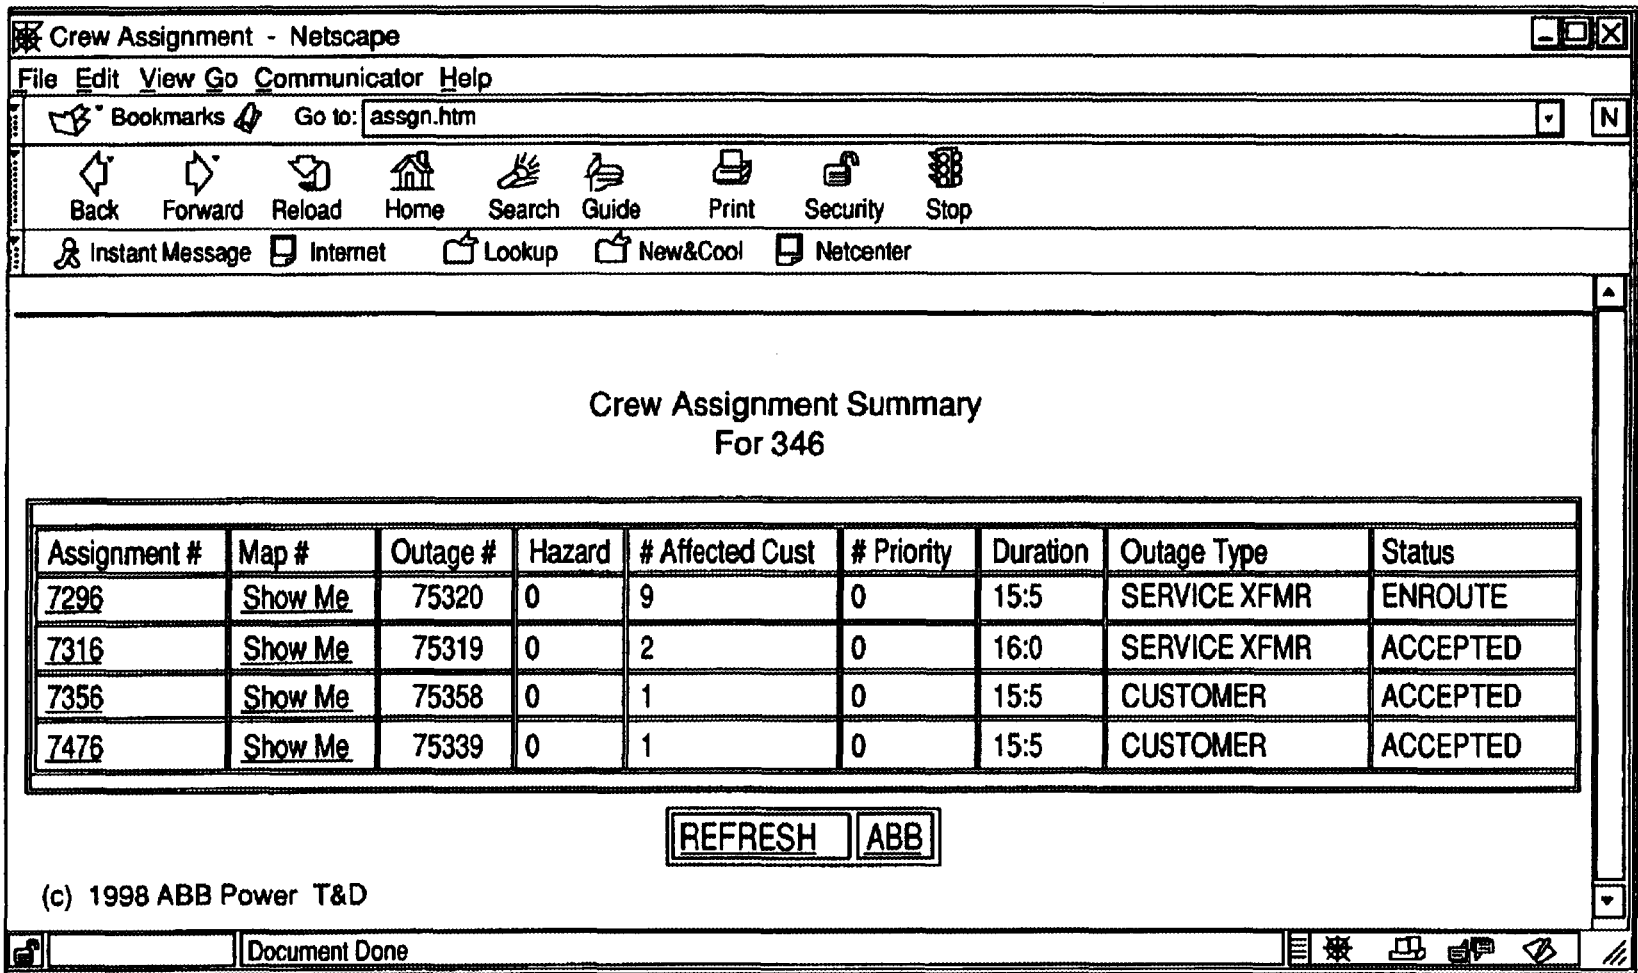 Crew Assignment - Netscape
File Edit View Go Communicator Help
Bookmarks Go to: assgn.htm N
Back Forward Reload Home Search Guide Print Security Stop
Instant Message Internet Lookup New&Cool Netcenter
Crew Assignment Summary
For 346
Assignment # Map # Outage # Hazard # Affected Cust # Priority Duration Outage Type Status
7296 Show Me 75320 0 9 0 15:5 SERVICE XFMR ENROUTE
7316 Show Me 75319 0 2 0 16:0 SERVICE XFMR ACCEPTED
7356 Show Me 75358 0 1 0 15:5 CUSTOMER ACCEPTED
7476 Show Me 75339 0 1 0 15:5 CUSTOMER ACCEPTED
REFRESH ABB
(c) 1998 ABB Power T&D
Document Done